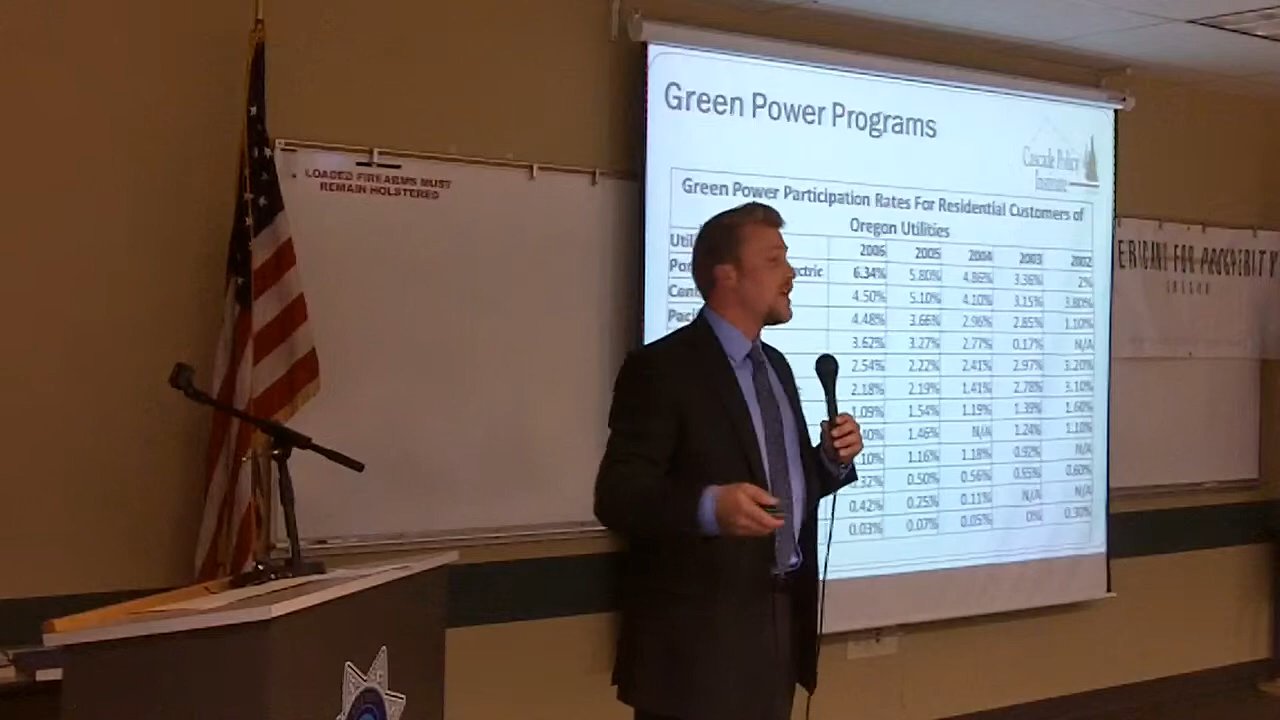 LOADED FIREARMS MUST
REMAIN HOLSTERED
Green Power Programs
Cascade Policy
Institute
Green Power Participation Rates For Residential Customers of
Oregon Utilities
2006 2005 2004 2003 2002
6.34% 5.80% 4.86% 3.36% 2%
4.50% 5.10% 4.10% 3.15% 3.80%
4.48% 3.66% 2.96% 2.85% 1.10%
3.62% 3.27% 2.77% 0.17% N/A
2.54% 2.22% 2.41% 2.97% 3.20%
2.18% 2.19% 1.41% 2.78% 3.10%
1.09% 1.54% 1.19% 1.39% 1.60%
1.46% N/A 1.24% 1.10%
1.16% 1.18% 0.92% N/A
0.50% 0.56% 0.65% 0.60%
0.42% 0.25% 0.11% N/A N/A
0.03% 0.07% 0.05% 0% 0.30%
ERICANS FOR PROSPERITY
OREGON